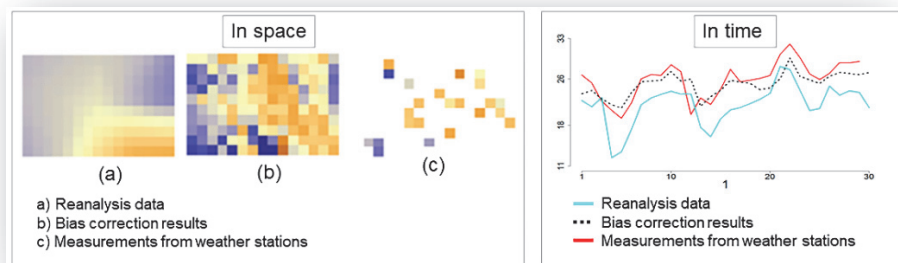 In space
(a)
(b)
(c)
a) Reanalysis data
b) Bias correction results
c) Measurements from weather stations
In time
33
26
18
11
1
10
20
30
1
Reanalysis data
Bias correction results
Measurements from weather stations